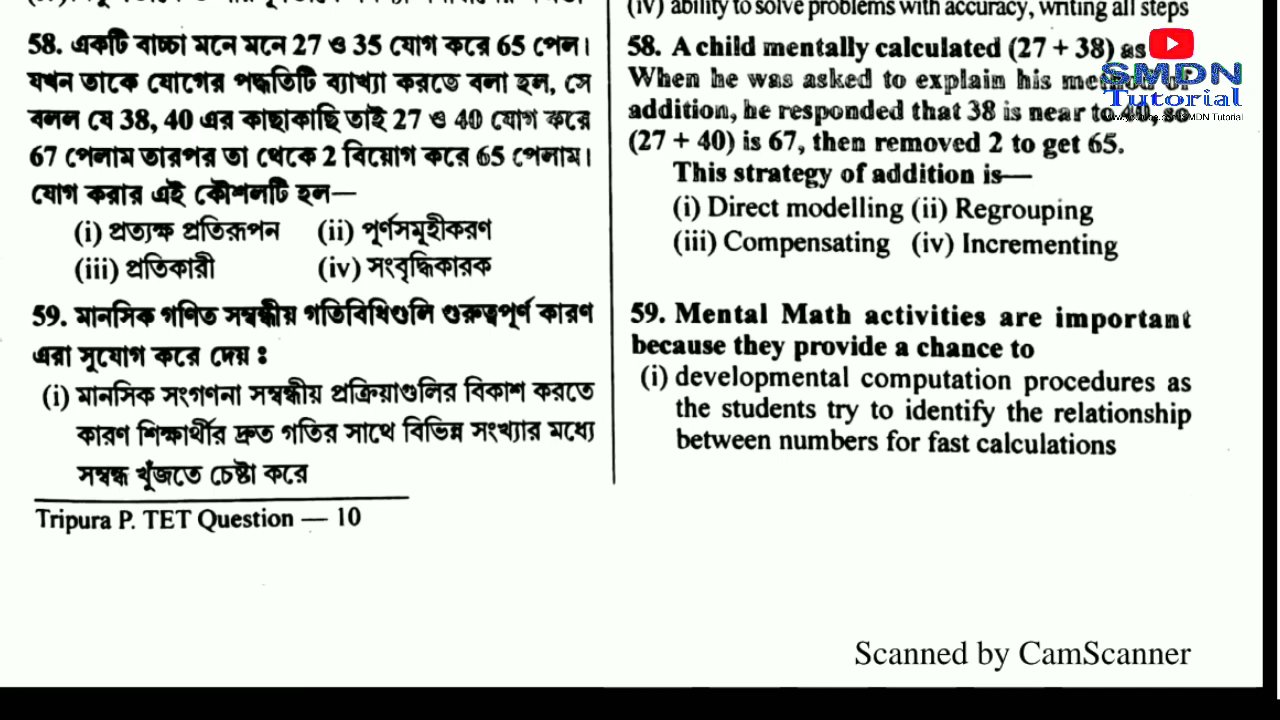 (iv) ability to solve problems with accuracy, writing all steps
58. একটি বাচ্চা মনে মনে 27 ও 35 যোগ করে 65 পেল।
যখন তাকে যোগের পদ্ধতিটি ব্যাখ্যা করতে বলা হল, সে
বলল যে 38, 40 এর কাছাকাছি তাই 27 ও 40 যোগ করে
67 পেলাম তারপর তা থেকে 2 বিয়োগ করে 65 পেলাম।
যোগ করার এই কৌশলটি হল—
(i) প্রত্যক্ষ প্রতিরূপন (ii) পূর্ণসমূহীকরণ
(iii) প্রতিকারী (iv) সংবৃদ্ধিকারক
59. মানসিক গণিত সম্বন্ধীয় গতিবিধিগুলি গুরুত্বপূর্ণ কারণ
এরা সুযোগ করে দেয় :
(i) মানসিক সংগণনা সম্বন্ধীয় প্রক্রিয়াগুলির বিকাশ করতে
কারণ শিক্ষার্থীর দ্রুত গতির সাথে বিভিন্ন সংখ্যার মধ্যে
সম্বন্ধ খুঁজতে চেষ্টা করে
Tripura P. TET Question — 10
58. A child mentally calculated (27 + 38) as
When he was asked to explain his method of
addition, he responded that 38 is near to 40, so
(27 + 40) is 67, then removed 2 to get 65.
This strategy of addition is—
(i) Direct modelling (ii) Regrouping
(iii) Compensating (iv) Incrementing
59. Mental Math activities are important
because they provide a chance to
(i) developmental computation procedures as
the students try to identify the relationship
between numbers for fast calculations
SMDN
Tutorial
Scanned by CamScanner